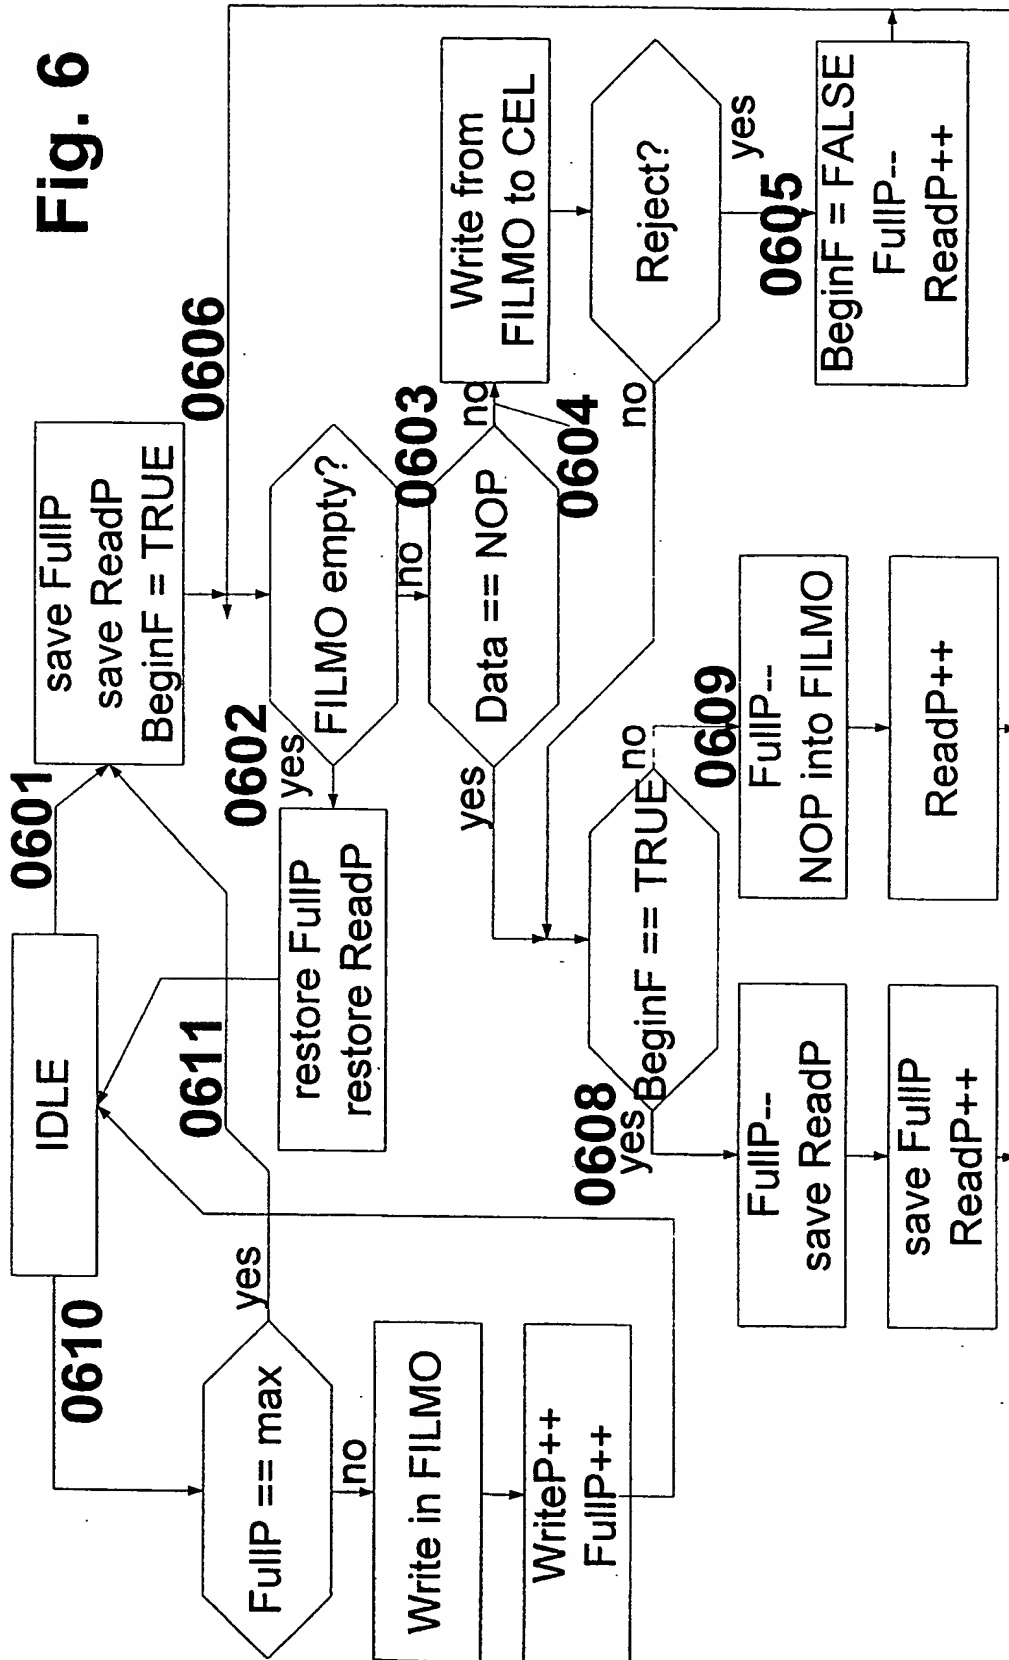 Fig. 6
IDLE
0601
0610
save FullP
save ReadP
BeginF = TRUE
0606
0611
FullP == max
yes
no
Write in FILMO
WriteP++
FullP++
FILMO empty?
0602
yes
no
restore FullP
restore ReadP
0603
Data == NOP
no
yes
0604
Write from
FILMO to CEL
Reject?
no
yes
0605
BeginF = FALSE
FullP--
ReadP++
BeginF == TRUE
0608
yes
no
0609
FullP--
save ReadP
save FullP
ReadP++
FullP--
NOP into FILMO
ReadP++